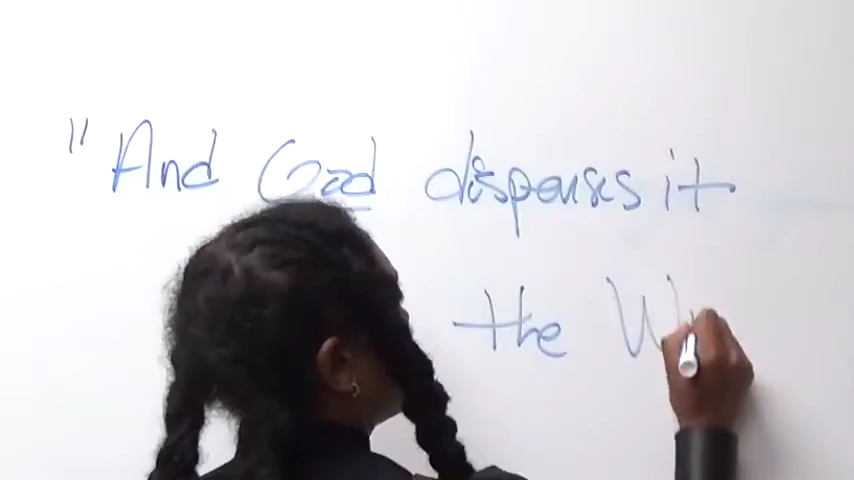 " And God dispenses it
the W